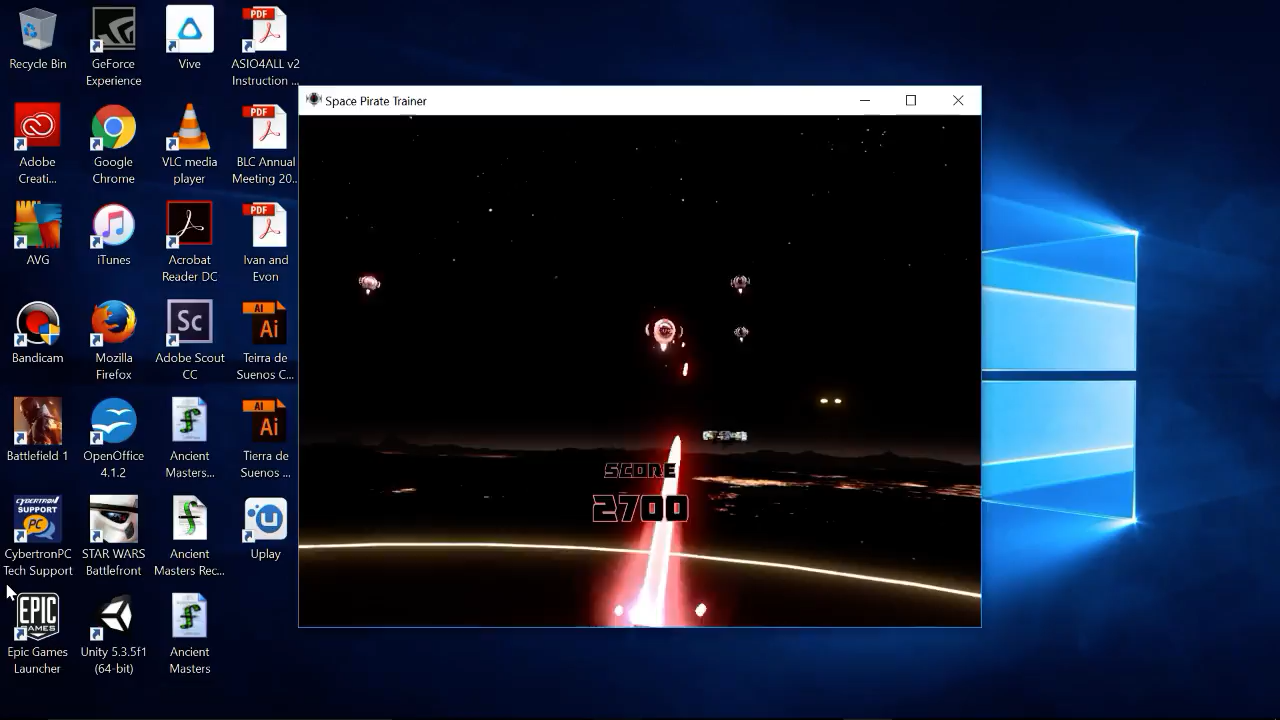 Recycle Bin
GeForce
Experience
Vive
PDF
ASIO4ALL v2
Instruction ...
Adobe
Creati...
Google
Chrome
VLC media
player
PDF
BLC Annual
Meeting 20...
AVG
iTunes
Acrobat
Reader DC
PDF
Ivan and
Evon
Bandicam
Mozilla
Firefox
Sc
Adobe Scout
CC
AI
Ai
Teirra de
Suenos C...
Battlefield 1
OpenOffice
4.1.2
Ancient
Masters...
AI
Ai
Tierra de
Suenos ...
CYBERTRON
SUPPORT
PC
CybertronPC
Tech Support
STAR WARS
Battlefront
Ancient
Masters Rec...
Uplay
EPIC
GAMES
Epic Games
Launcher
Unity 5.3.5f1
(64-bit)
Ancient
Masters
Space Pirate Trainer
SCORE
2700